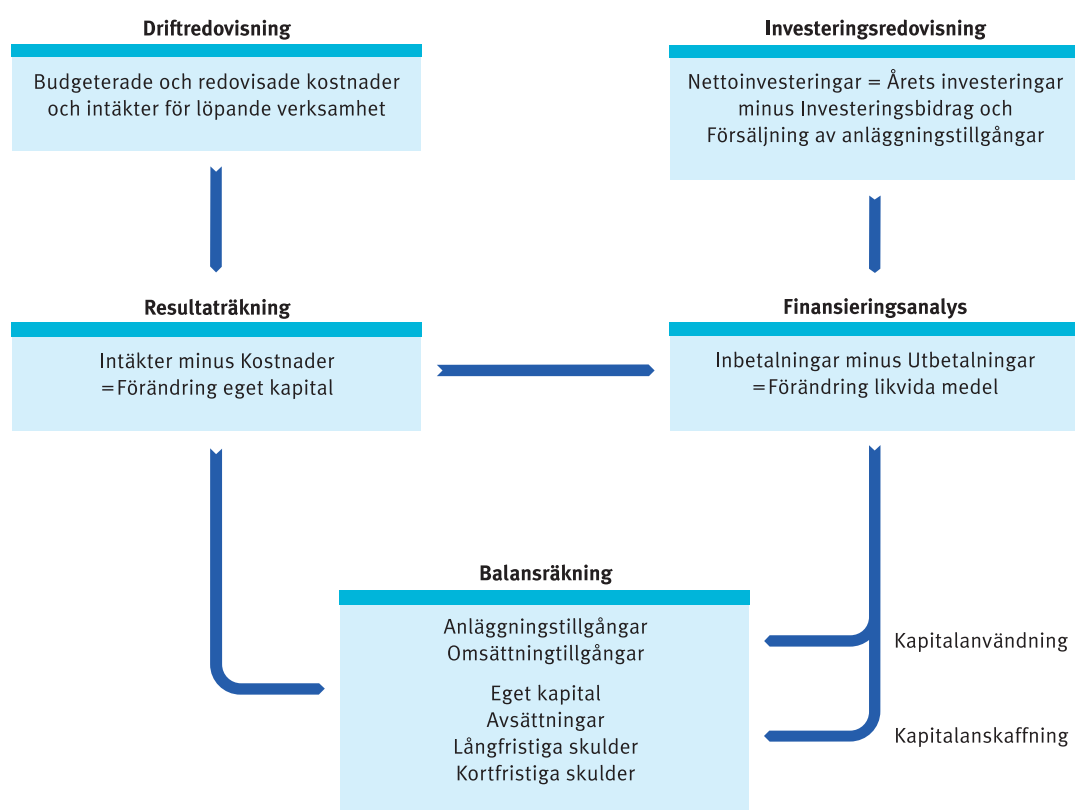 Driftredovisning
Budgeterade och redovisade kostnader
och intäkter för löpande verksamhet
Investeringsredovisning
Nettoinvesteringar = Årets investeringar
minus Investeringsbidrag och
Försäljning av anläggningstillgångar
Resultaträkning
Intäkter minus Kostnader
=Förändring eget kapital
Finansieringsanalys
Inbetalningar minus Utbetalningar
=Förändring likvida medel
Balansräkning
Anläggningstillgångar
Omsättningtillgångar
Eget kapital
Avsättningar
Långfristiga skulder
Kortfristiga skulder
Kapitalanvändning
Kapitalanskaffning